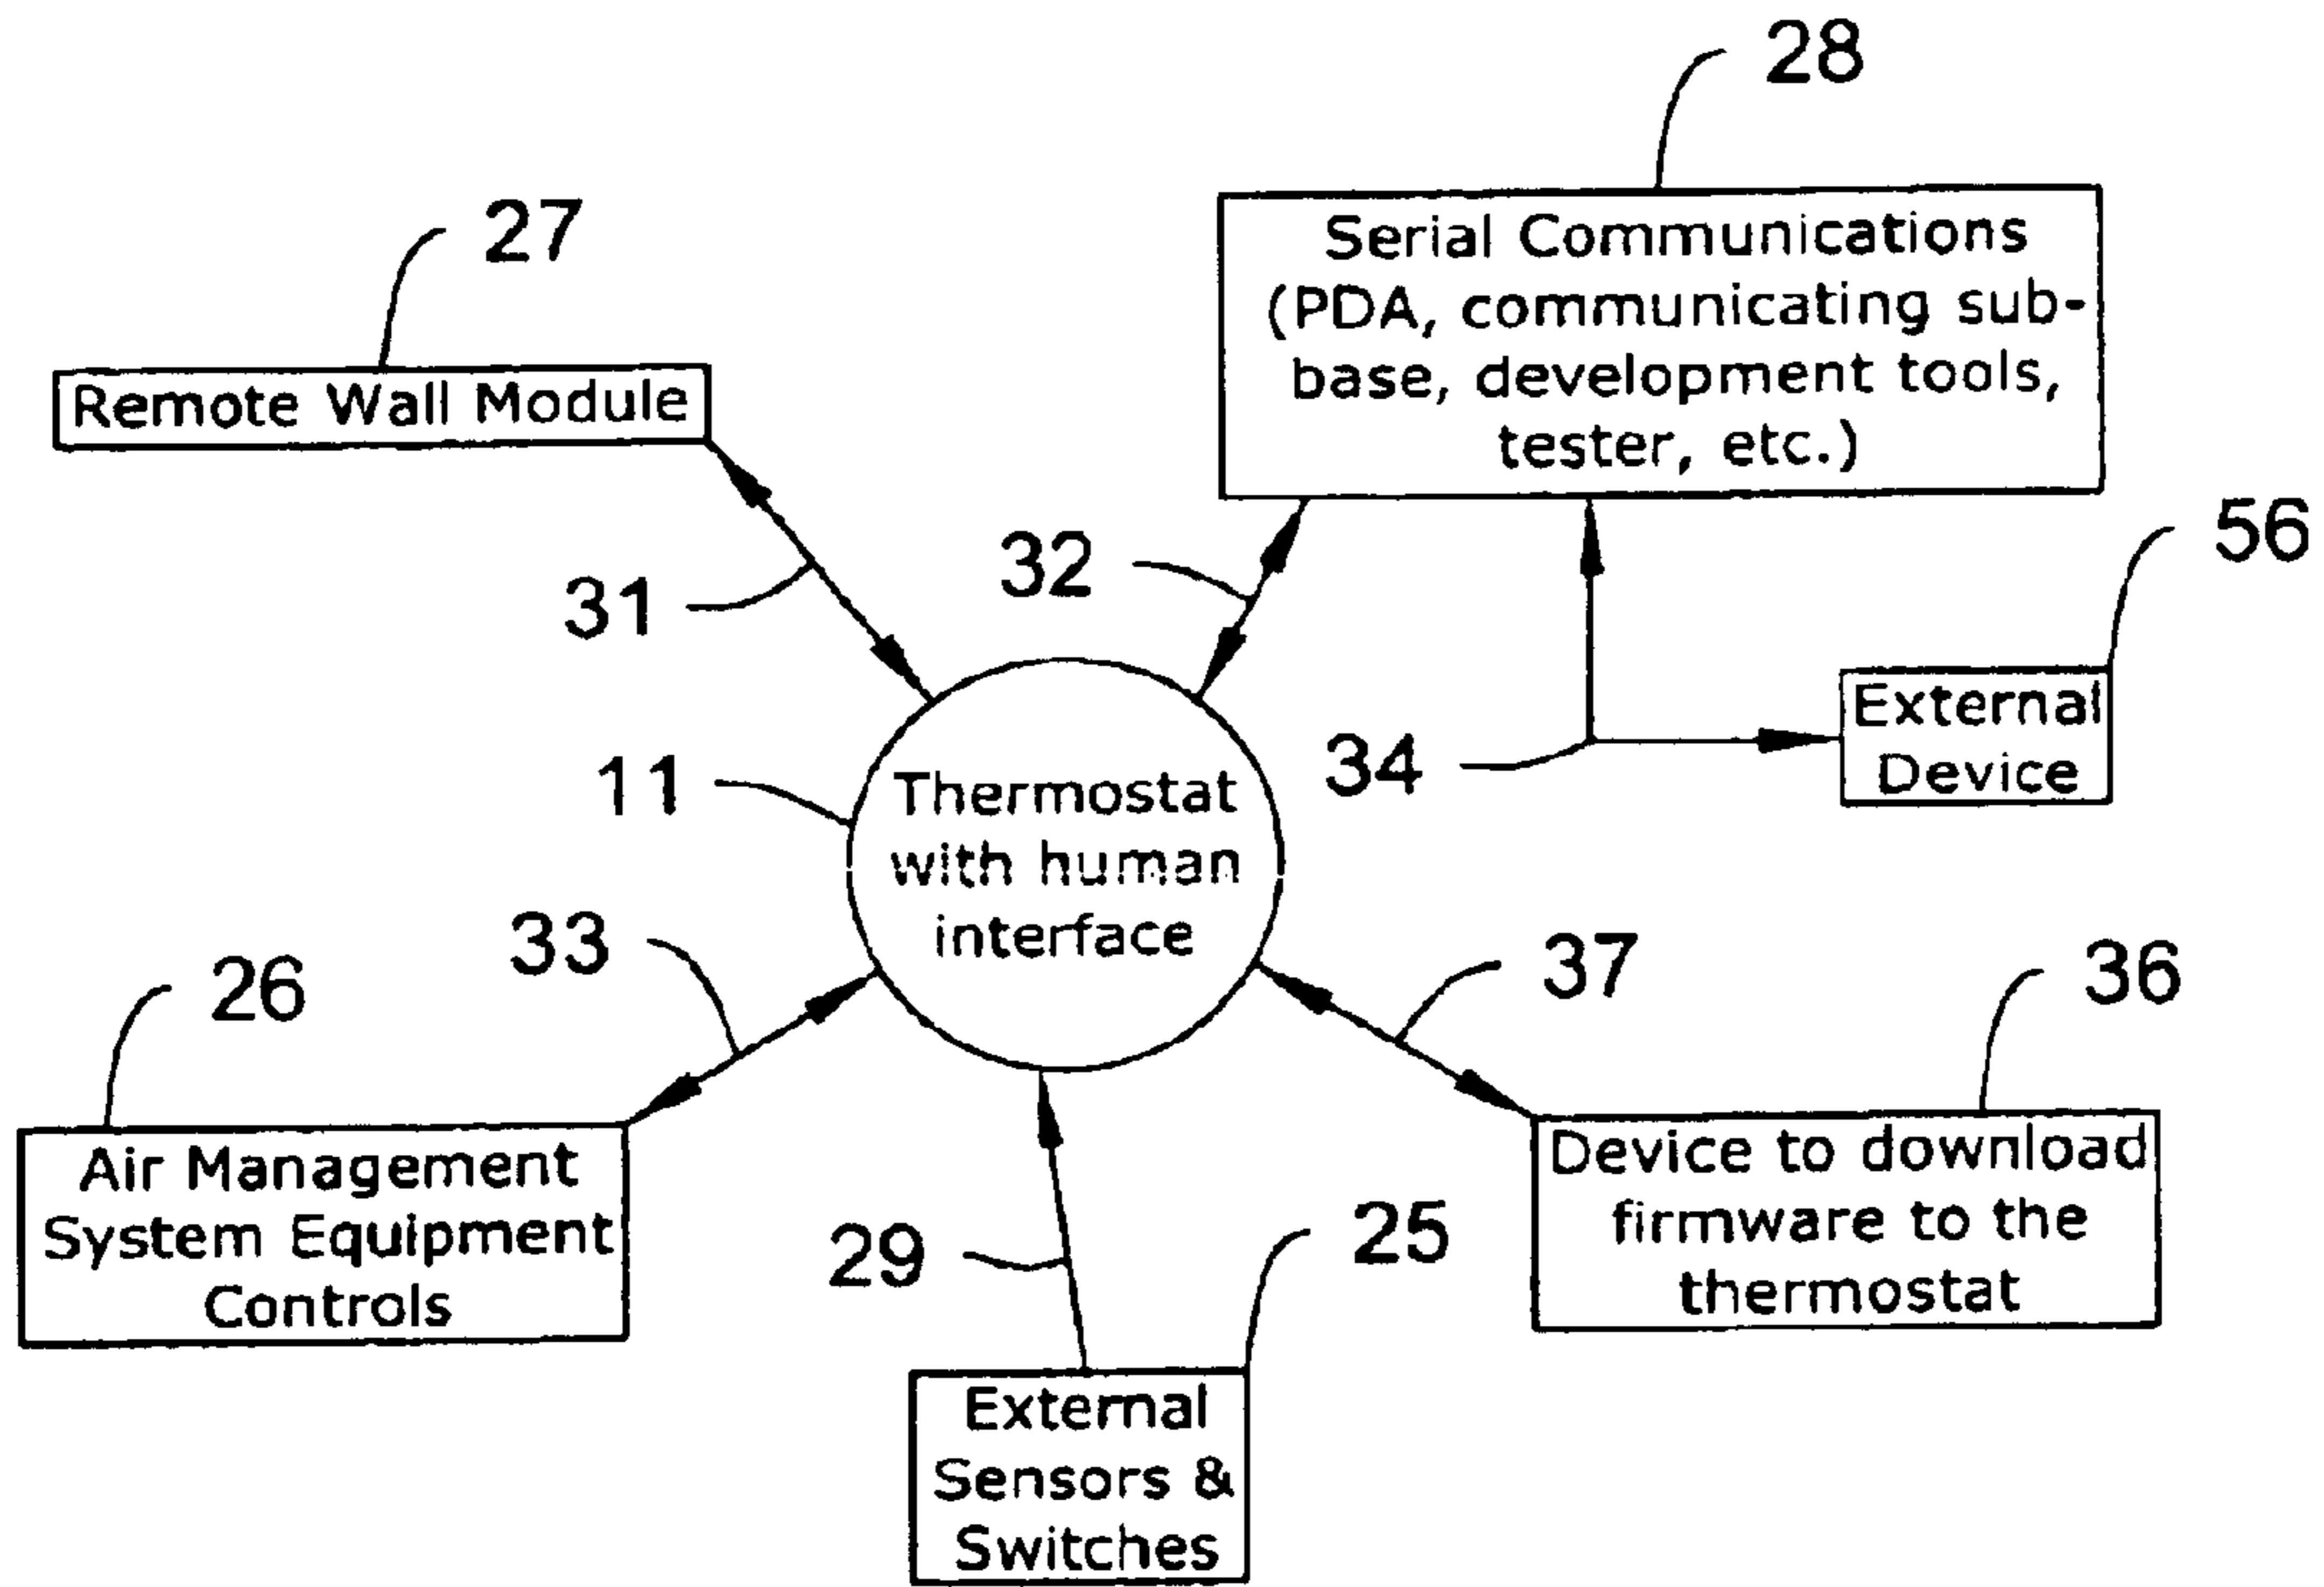 28
27
Serial Communications
(PDA, communicating sub-
base, development tools,
tester, etc.)
Remote Wall Module
56
32
31
External
Device
34
11
Thermostat
with human
interface
33
37
26
36
Air Management
System Equipment
Controls
Device to download
firmware to the
thermostat
29
25
External
Sensors &
Switches